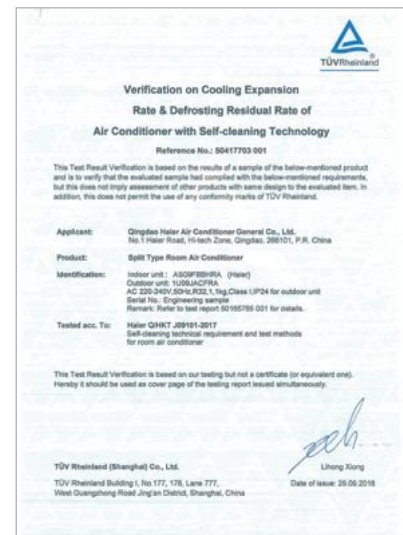 TÜVRheinland
Verification on Cooling Expansion
Rate & Defrosting Residual Rate of
Air Conditioner with Self-cleaning Technology
Reference No.: 50417703 001
This Test Result Verification is based on the results of a sample of the below-mentioned product
and is to verify that the evaluated sample had complied with the below-mentioned requirements,
but this does not imply assessment of other products with same design to the evaluated item. In
addition, this does not permit the use of any conformity marks of TÜV Rheinland.
Applicant: Qingdao Haier Air Conditioner General Co., Ltd.
No.1 Haier Road, Hi-tech Zone, Qingdao, 266101, P.R. China
Product: Split Type Room Air Conditioner
Identification: Indoor unit : AS09FBBHRA (Haier)
Outdoor unit: 1U09JACFRA
AC 220-240V,50Hz,R32,1,1kg,Class I,IP24 for outdoor unit
Serial No.: Engineering sample
Remark: Refer to test report 50165765 001 for details.
Tested acc. To: Haier Q/HKT J09101-2017
Self-cleaning technical requirement and test methods
for room air conditioner
This Test Result Verification is based on our testing but not a certificate (or equivalent one).
Hereby it should be used as cover page of the testing report issued simultaneously.
TÜV Rheinland (Shanghai) Co., Ltd.
Lihong Xiong
TÜV Rheinland Building I, No.177, 178, Lane 777,
West Guangzhong Road Jing'an District, Shanghai, China
Date of issue: 29.09.2018